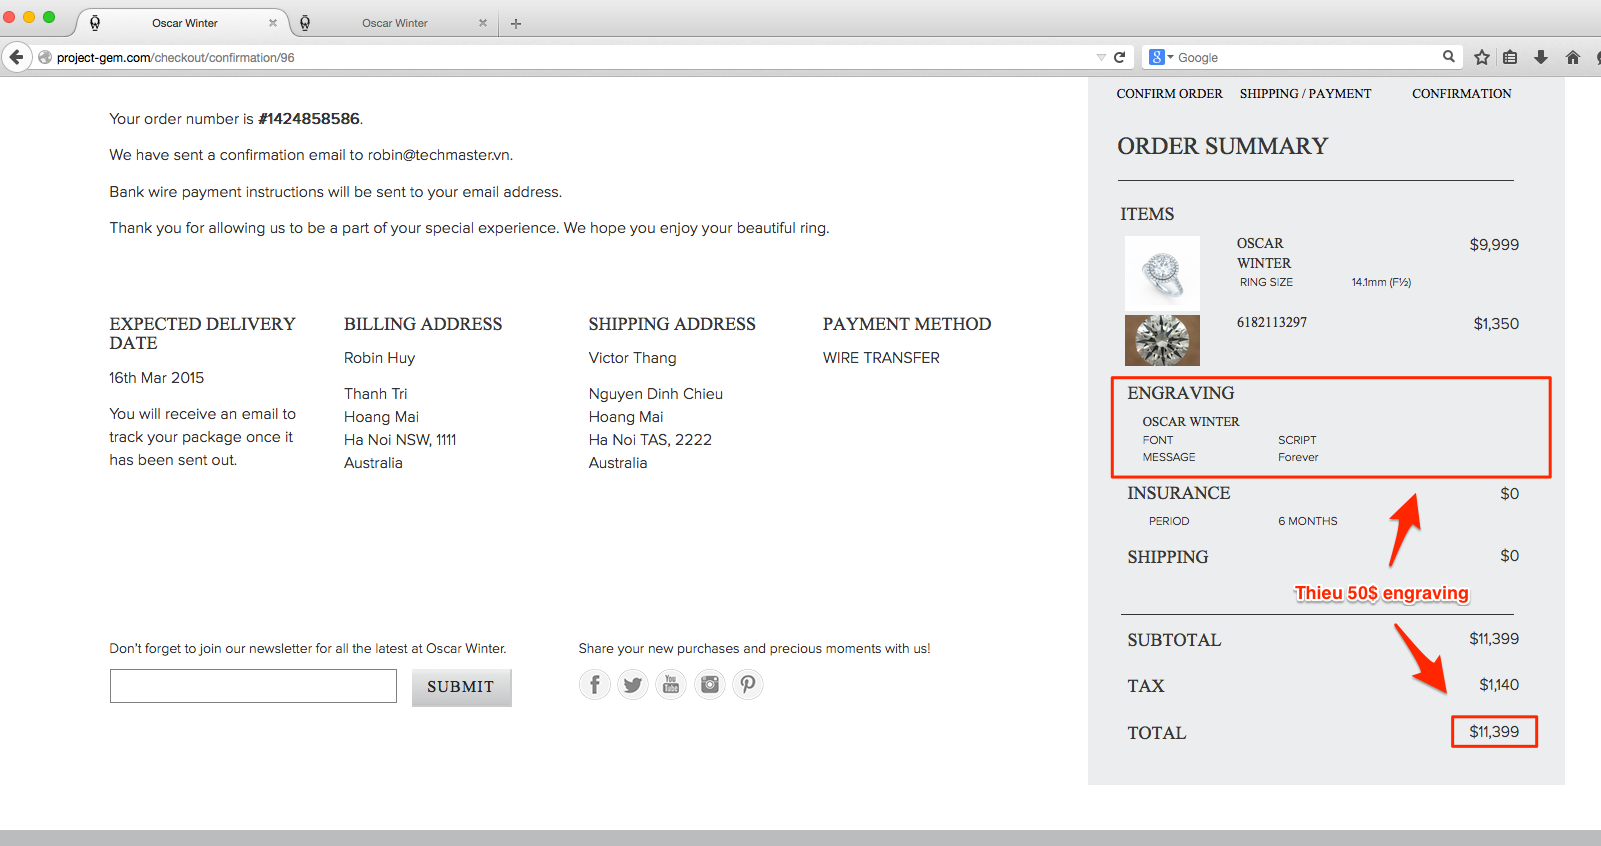 Oscar Winter
Oscar Winter
project-gem.com/checkout/confirmation/96
Google
Your order number is #1424858586.
We have sent a confirmation email to robin@techmaster.vn.
Bank wire payment instructions will be sent to your email address.
Thank you for allowing us to be a part of your special experience. We hope you enjoy your beautiful ring.
EXPECTED DELIVERY
DATE
16th Mar 2015
You will receive an email to
track your package once it
has been sent out.
BILLING ADDRESS
Robin Huy
Thanh Tri
Hoang Mai
Ha Noi NSW, 1111
Australia
SHIPPING ADDRESS
Victor Thang
Nguyen Dinh Chieu
Hoang Mai
Ha Noi TAS, 2222
Australia
PAYMENT METHOD
WIRE TRANSFER
Don't forget to join our newsletter for all the latest at Oscar Winter.
SUBMIT
Share your new purchases and precious moments with us!
You
Tube
CONFIRM ORDER SHIPPING / PAYMENT CONFIRMATION
ORDER SUMMARY
ITEMS
OSCAR
WINTER
$9,999
RING SIZE 14.1mm (F½)
6182113297 $1,350
ENGRAVING
OSCAR WINTER
FONT SCRIPT
MESSAGE Forever
INSURANCE $0
PERIOD 6 MONTHS
SHIPPING $0
Thieu 50$ engraving
SUBTOTAL $11,399
TAX $1,140
TOTAL $11,399